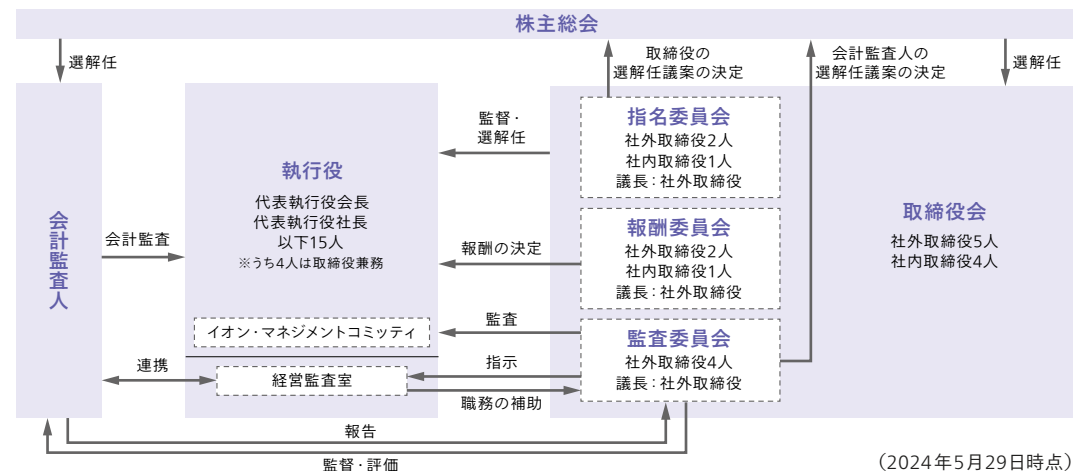 株主総会
選解任
取締役の
選解任議案の決定
会計監査人の
選解任議案の決定
選解任
会計監査人
会計監査
執行役
代表執行役会長
代表執行役社長
以下15人
※うち4人は取締役兼務
イオン・マネジメントコミッティ
連携
経営監査室
監督・
選解任
報酬の決定
監査
指示
職務の補助
指名委員会
社外取締役2人
社内取締役1人
議長：社外取締役
報酬委員会
社外取締役2人
社内取締役1人
議長：社外取締役
監査委員会
社外取締役4人
議長：社外取締役
取締役会
社外取締役5人
社内取締役4人
報告
監督・評価
（2024年5月29日時点）